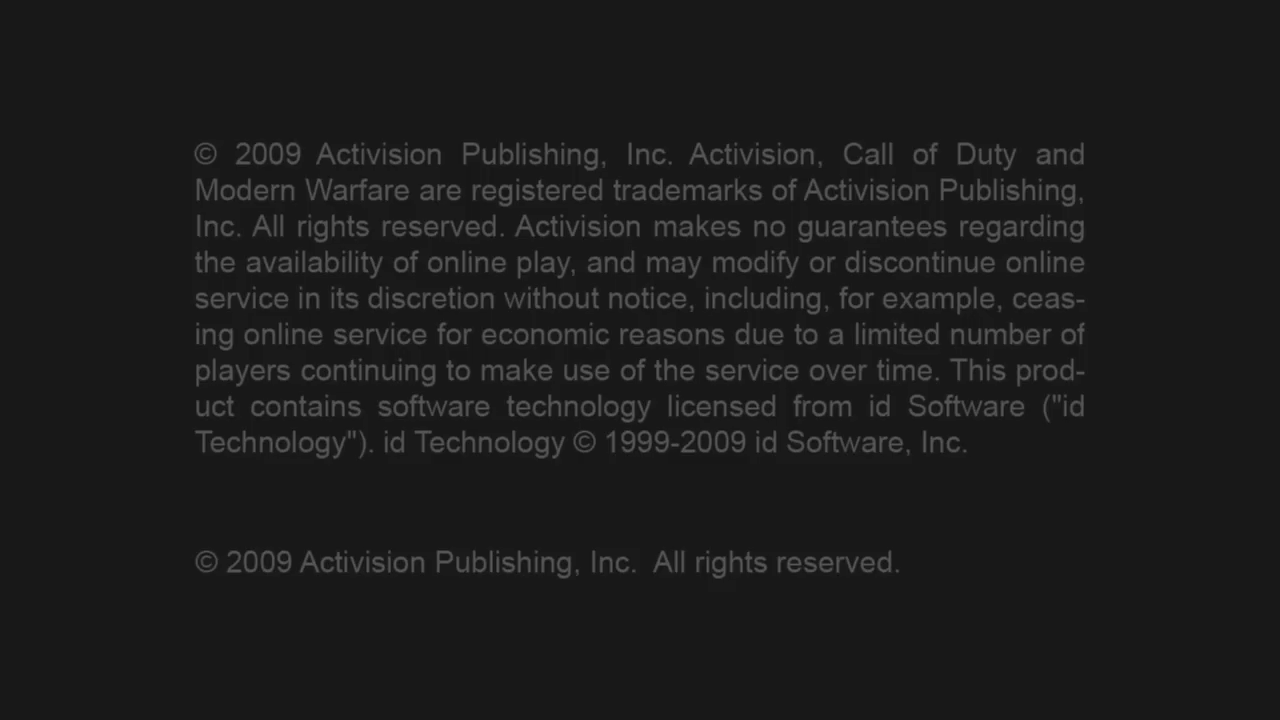 © 2009 Activision Publishing, Inc. Activision, Call of Duty and
Modern Warfare are registered trademarks of Activision Publishing,
Inc. All rights reserved. Activision makes no guarantees regarding
the availability of online play, and may modify or discontinue online
service in its discretion without notice, including, for example, ceas-
ing online service for economic reasons due to a limited number of
players continuing to make use of the service over time. This prod-
uct contains software technology licensed from id Software ("id
Technology"). id Technology © 1999-2009 id Software, Inc.
© 2009 Activision Publishing, Inc.  All rights reserved.